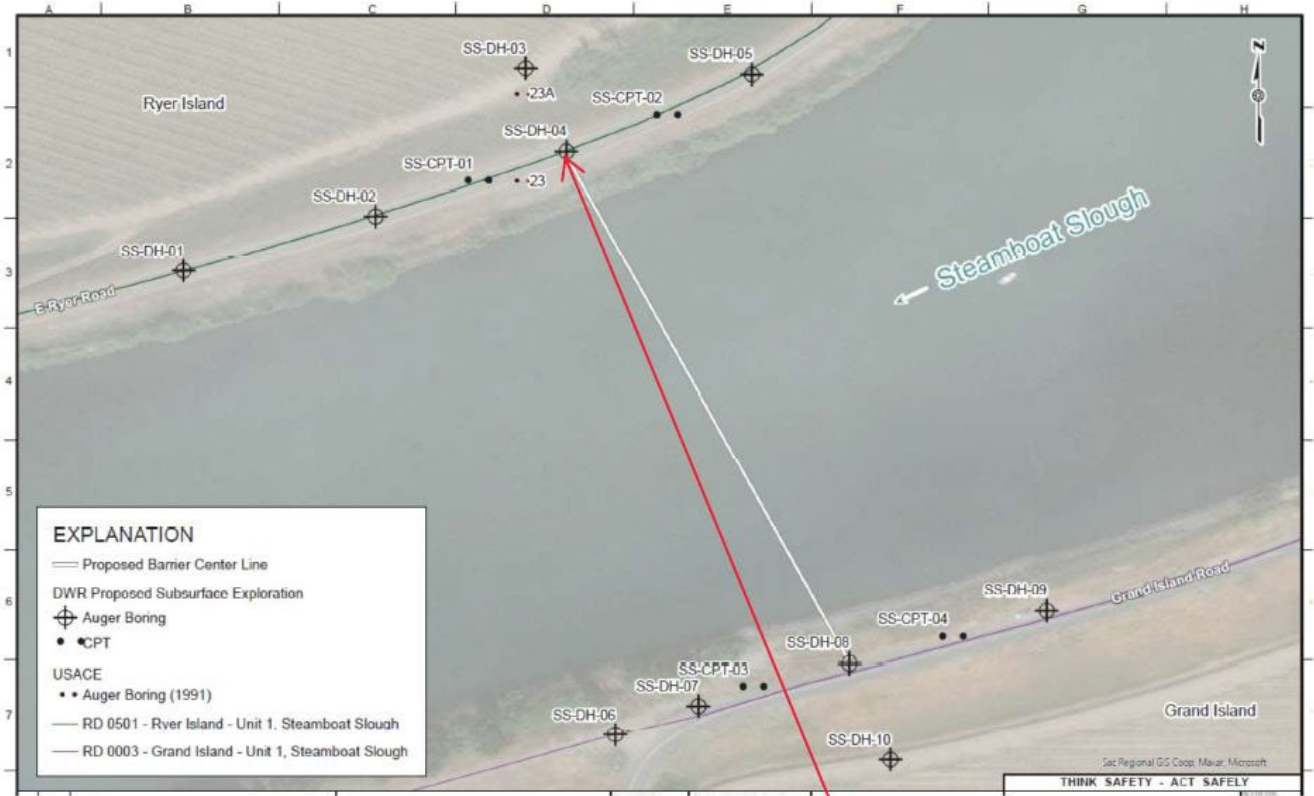 A B C D E F G H
1
SS-DH-03
SS-DH-05
N
23A
SS-CPT-02
Ryer Island
SS-DH-04
2
SS-CPT-01
23
SS-DH-02
Steamboat Slough
SS-DH-01
3
E Ryer Road
4
5
EXPLANATION
Proposed Barrier Center Line
DWR Proposed Subsurface Exploration
Auger Boring
CPT
USACE
Auger Boring (1991)
RD 0501 - Ryer Island - Unit 1, Steamboat Slough
RD 0003 - Grand Island - Unit 1, Steamboat Slough
6
SS-DH-09
Grand Island Road
SS-CPT-04
SS-DH-08
SS-CPT-03
SS-DH-07
7
SS-DH-06
Grand Island
SS-DH-10
Sac Regional GIS Coop, Maxar, Microsoft
THINK SAFETY - ACT SAFELY